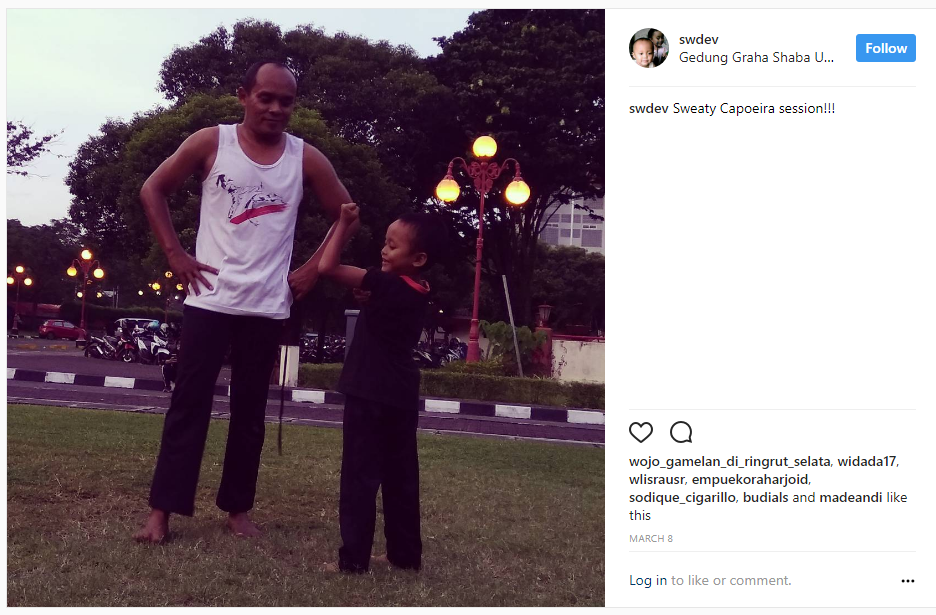 swdev
Gedung Graha Shaba U...
Follow
swdev Sweaty Capoeira session!!!
wojo_gamelan_di_ringrut_selata, widada17,
wlisrausr, empuekoraharjoid,
sodique_cigarillo, budials and madeandi like
this
MARCH 8
Log in to like or comment.